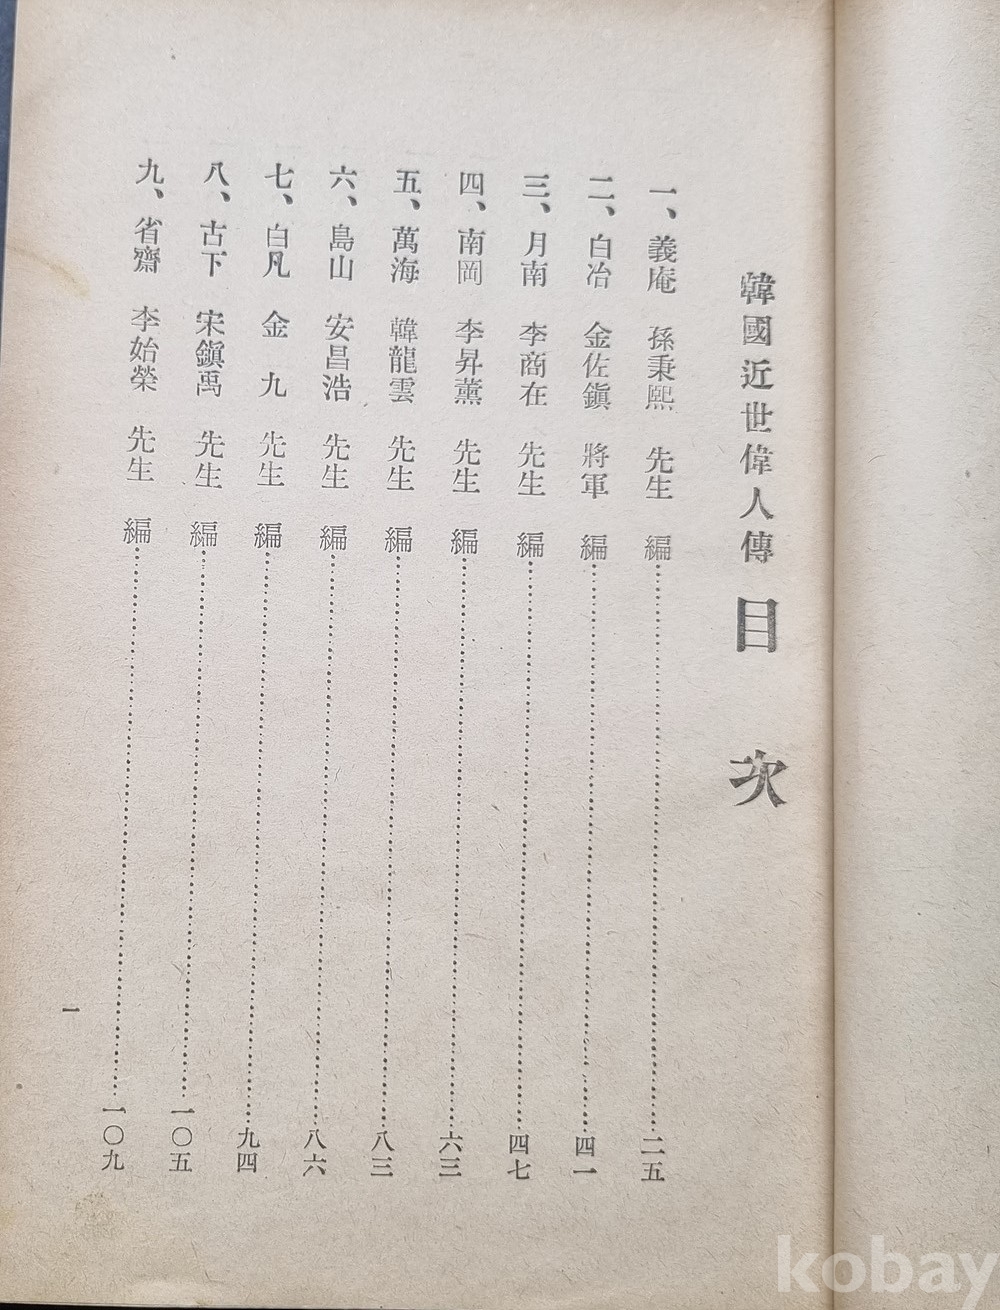 韓國近世偉人傳 目次
一、義庵 孫秉熙 先生 編……二五
二、白冶 金佐鎭 將軍 編……四一
三、月南 李商在 先生 編……四七
四、南岡 李昇薰 先生 編……六三
五、萬海 韓龍雲 先生 編……八三
六、島山 安昌浩 先生 編……八六
七、白凡 金九 先生 編……九四
八、古下 宋鎭禹 先生 編……一〇五
九、省齋 李始榮 先生 編……一〇九
一
kobay